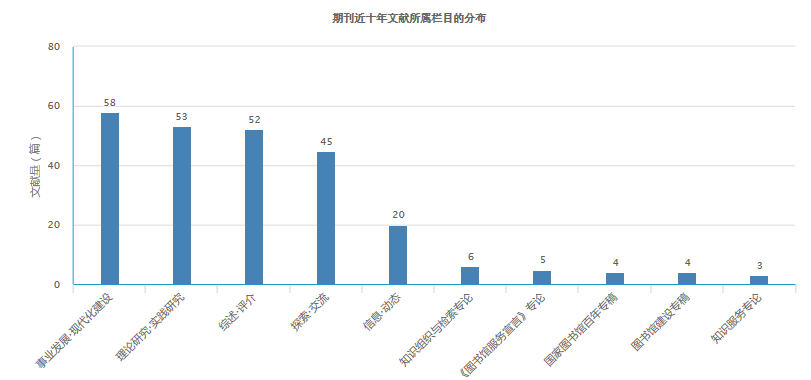 期刊近十年文献所属栏目的分布
文献量（篇）
80
60
40
20
0
58
53
52
45
20
6
5
4
4
3
事业发展·现代化建设
理论研究·实践研究
综述·评介
探索·交流
信息·动态
知识组织与检索专论
《图书馆服务宣言》专论
国家图书馆百年专稿
图书馆建设专稿
知识服务专论